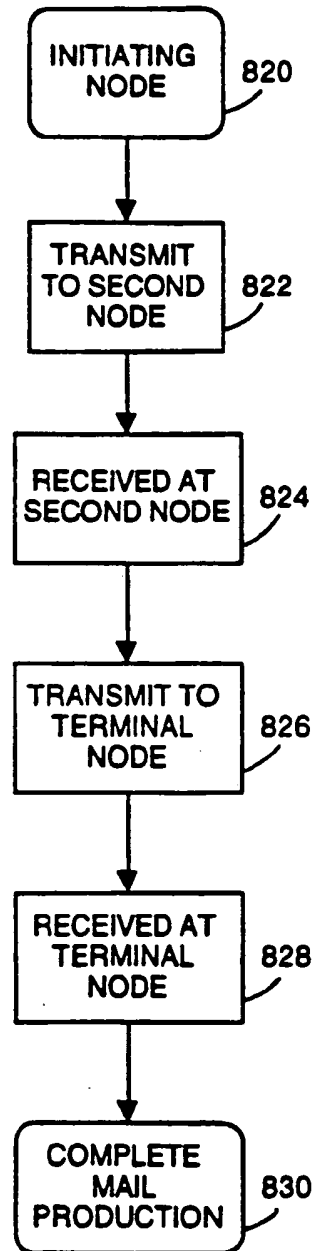 INITIATING
NODE
820
TRANSMIT
TO SECOND
NODE
822
RECEIVED AT
SECOND NODE
824
TRANSMIT TO
TERMINAL
NODE
826
RECEIVED AT
TERMINAL
NODE
828
COMPLETE
MAIL
PRODUCTION
830